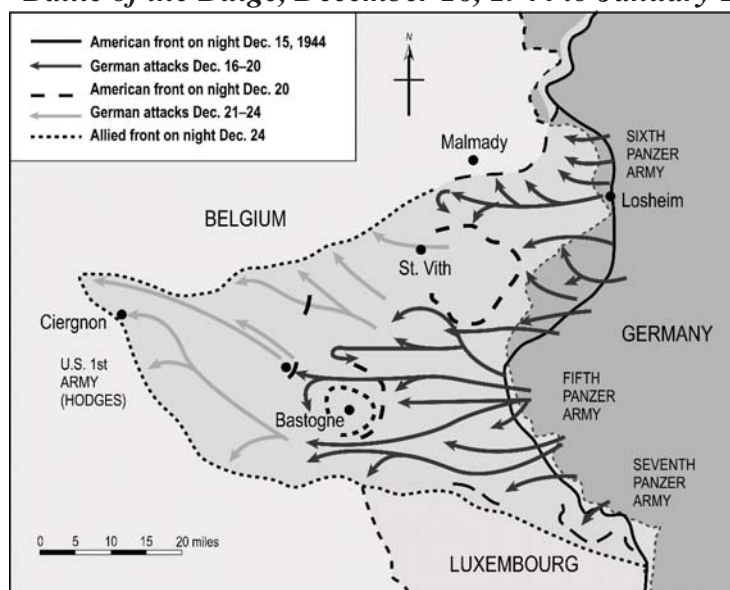 Battle of the Bulge, December 16, 1944 to January
American front on night Dec. 15, 1944
German attacks Dec. 16–20
American front on night Dec. 20
German attacks Dec. 21–24
Allied front on night Dec. 24
N
Malmady
SIXTH
PANZER
ARMY
Losheim
BELGIUM
St. Vith
Ciergnon
GERMANY
U.S. 1st
ARMY
(HODGES)
FIFTH
PANZER
ARMY
Bastogne
SEVENTH
PANZER
ARMY
0 5 10 15 20 miles
LUXEMBOURG